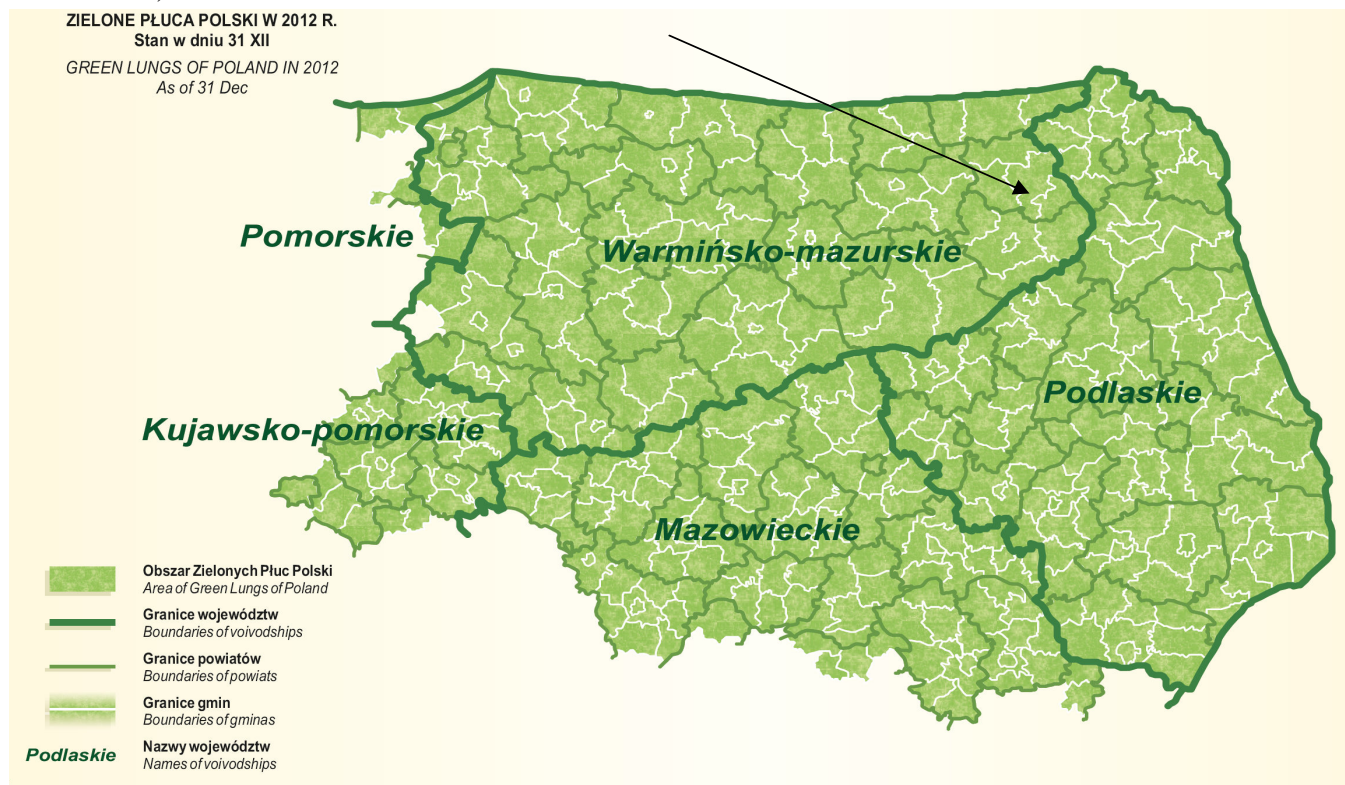 ZIELONE PŁUCA POLSKI W 2012 R.
Stan w dniu 31 XII
GREEN LUNGS OF POLAND IN 2012
As of 31 Dec
Pomorskie
Warmińsko-mazurskie
Podlaskie
Kujawsko-pomorskie
Mazowieckie
Obszar Zielonych Płuc Polski
Area of Green Lungs of Poland
Granice województw
Boundaries of voivodships
Granice powiatów
Boundaries of powiats
Granice gmin
Boundaries of gminas
Podlaskie
Nazwy województw
Names of voivodships